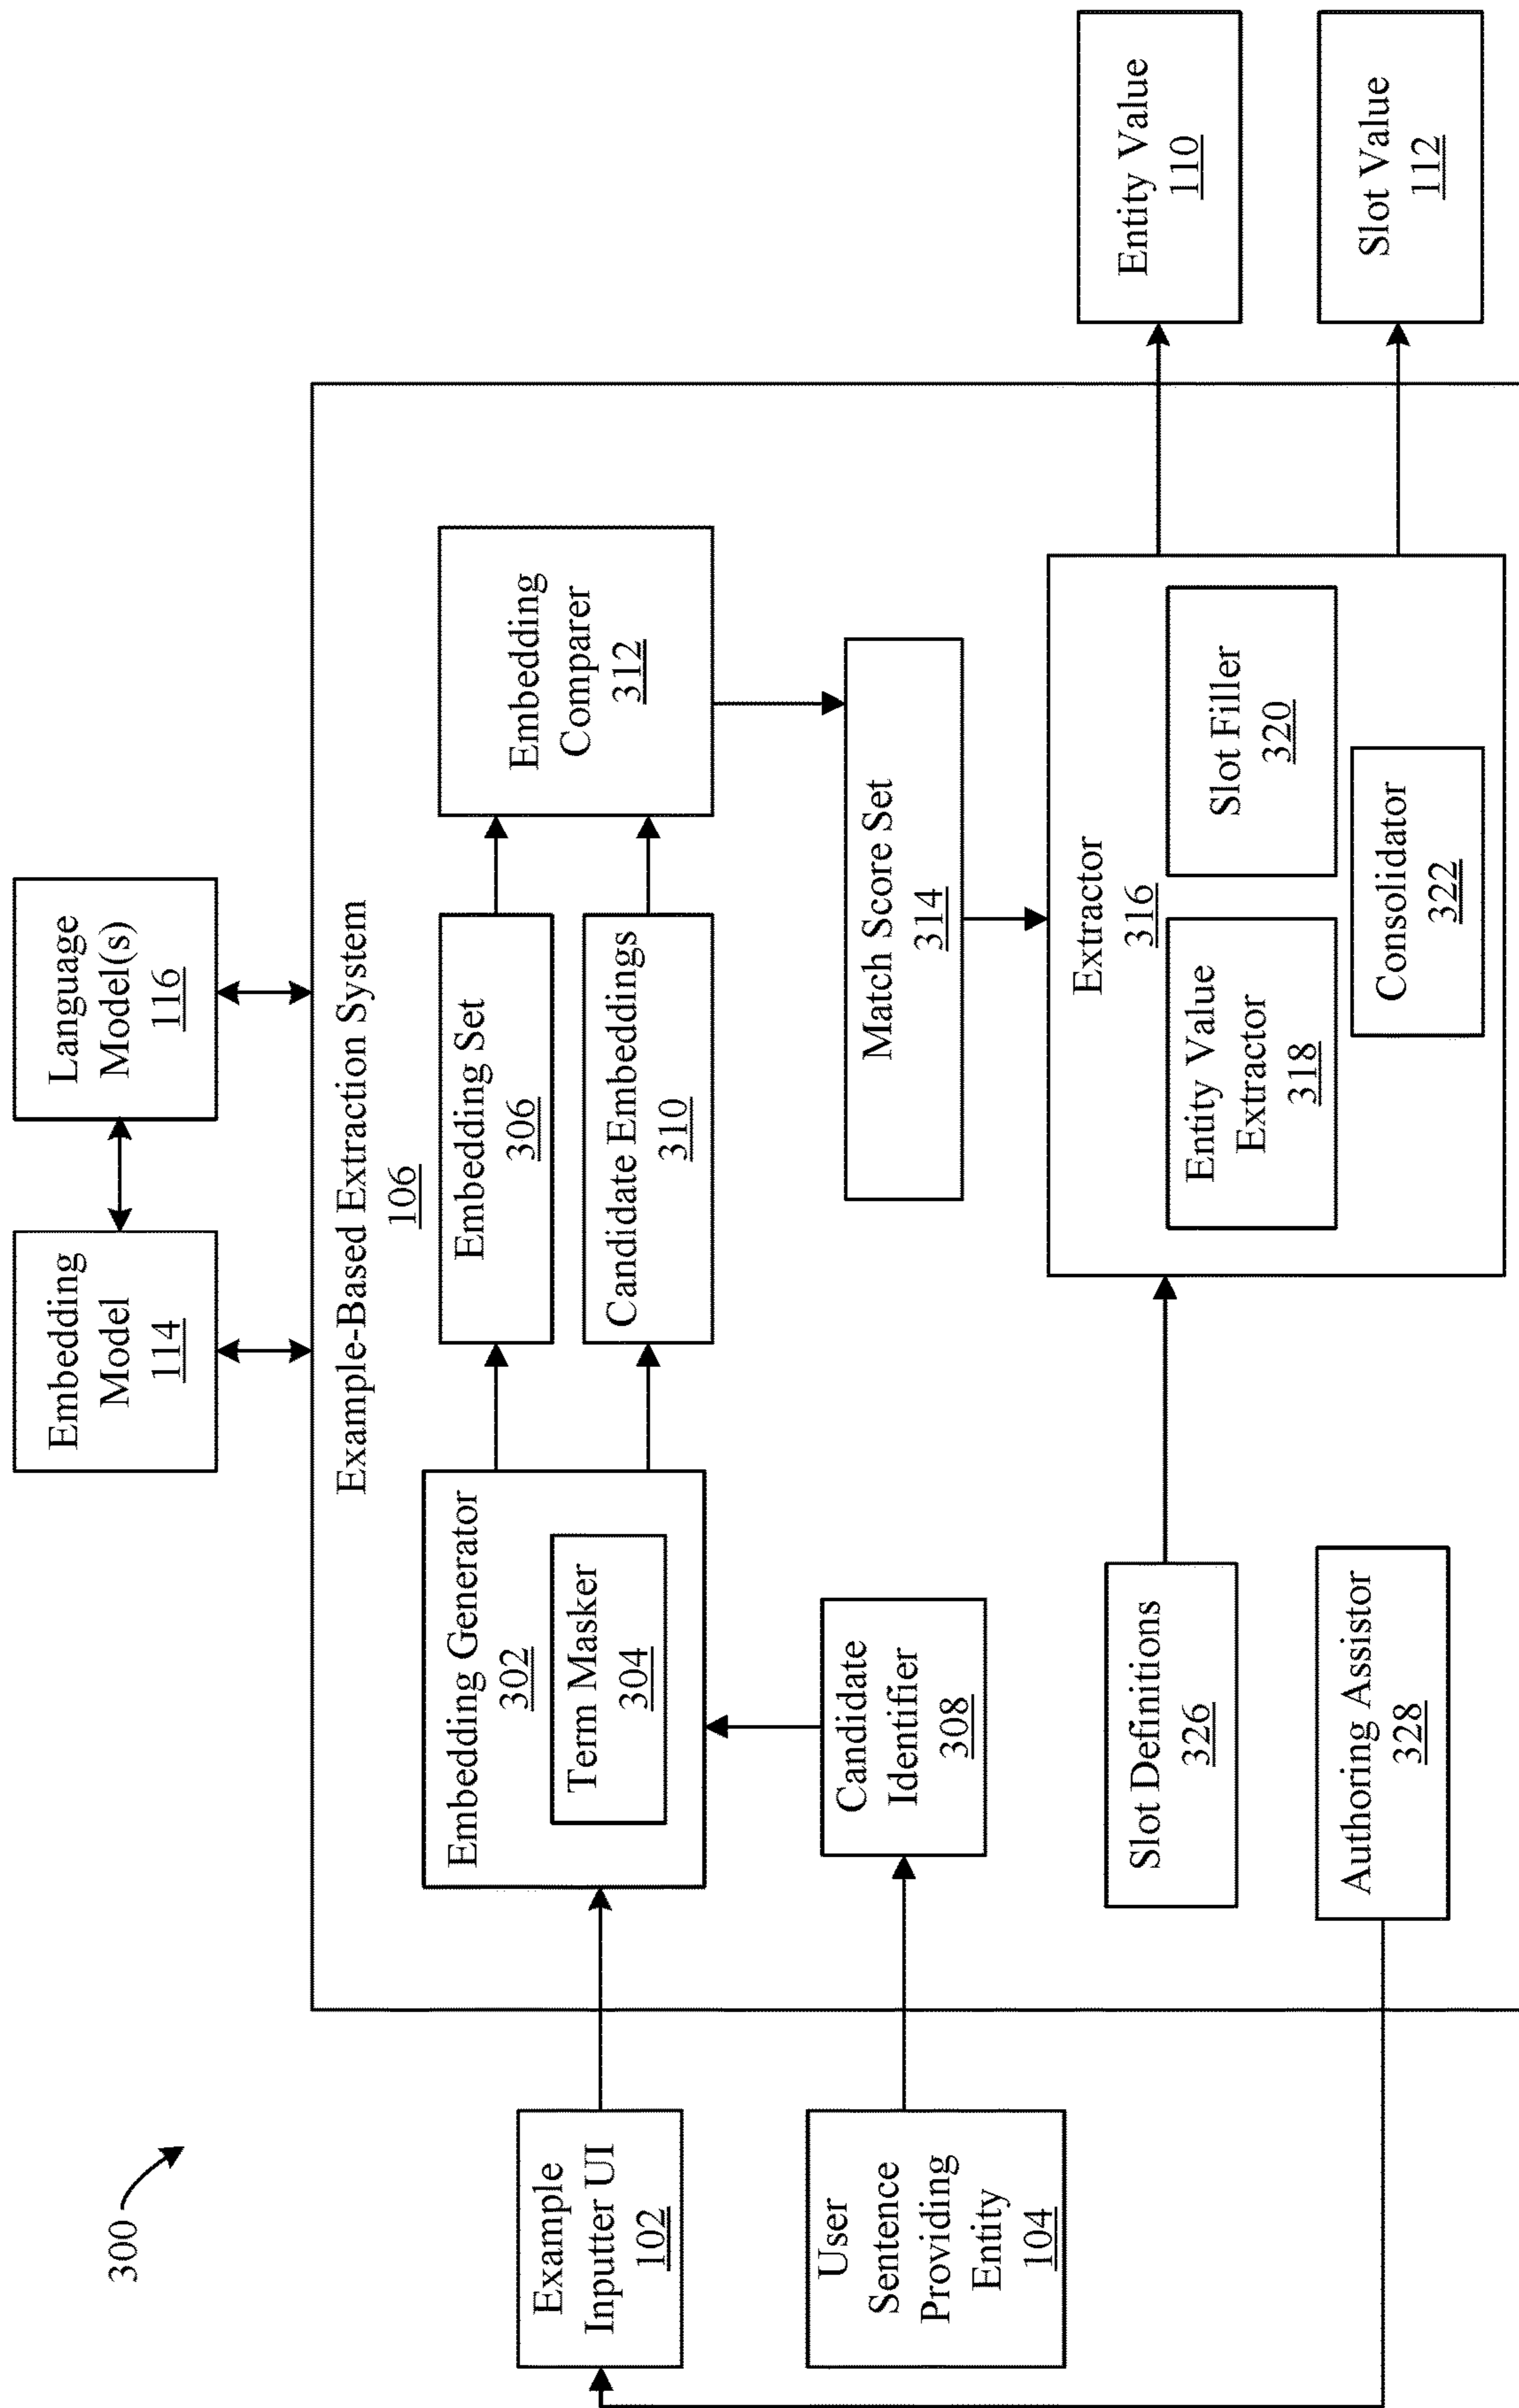 300
Embedding
Model
114
Language
Model(s)
116
Example-Based Extraction System
106
Example
Inputter UI
102
Embedding Generator
302
Term Masker
304
Embedding Set
306
Candidate Embeddings
310
Embedding
Comparer
312
User
Sentence
Providing
Entity
104
Candidate
Identifier
308
Match Score Set
314
Slot Definitions
326
Extractor
316
Entity Value
Extractor
318
Slot Filler
320
Consolidator
322
Entity Value
110
Slot Value
112
Authoring Assistor
328